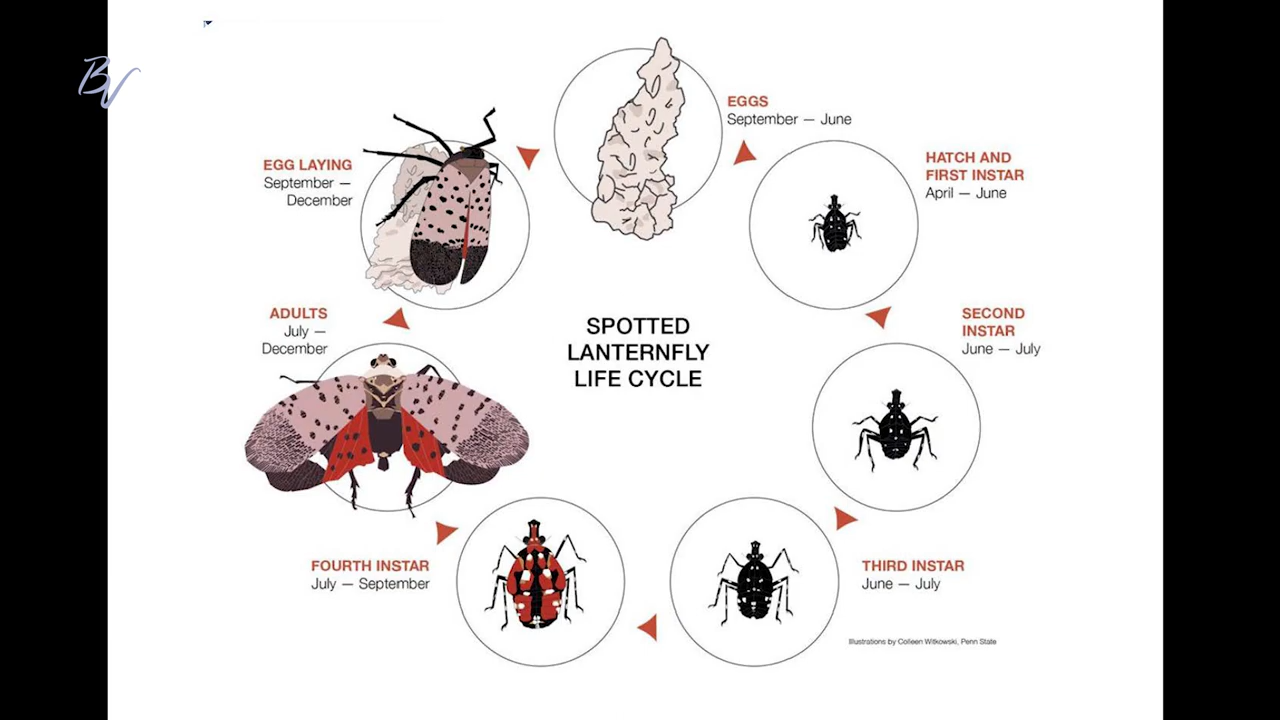 BV
EGGS
September — June
HATCH AND
FIRST INSTAR
April — June
SECOND
INSTAR
June — July
THIRD INSTAR
June — July
FOURTH INSTAR
July — September
ADULTS
July —
December
EGG LAYING
September —
December
SPOTTED
LANTERNFLY
LIFE CYCLE
Illustrations by Colleen Witkowski, Penn State